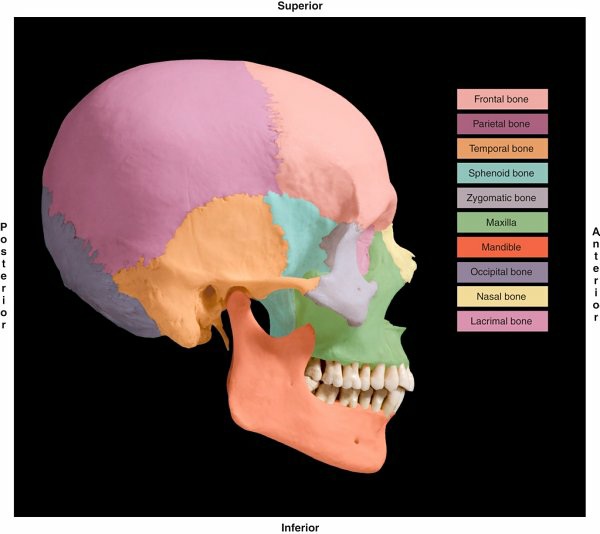 Superior
Frontal bone
Parietal bone
Temporal bone
Sphenoid bone
Zygomatic bone
Maxilla
Mandible
Occipital bone
Nasal bone
Lacrimal bone
Posterior
Anterior
Inferior